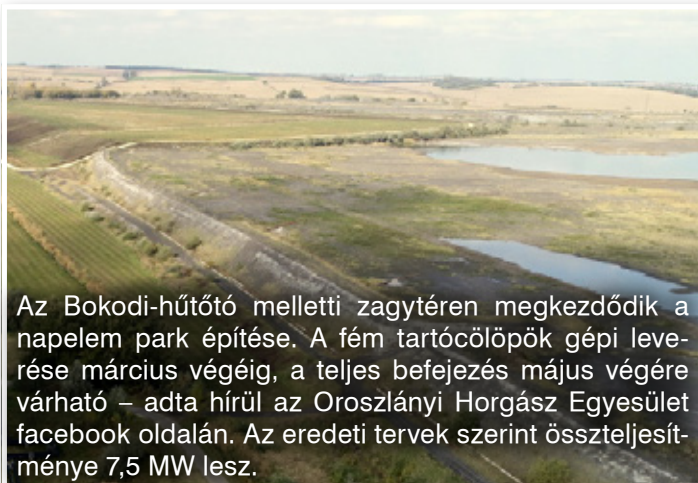 Az Bokodi-hűtőtó melletti zagytéren megkezdődik a
napelem park építése. A fém tartócölöpök gépi leve-
rése március végéig, a teljes befejezés május végére
várható – adta hírül az Oroszlányi Horgász Egyesület
facebook oldalán. Az eredeti tervek szerint összteljesít-
ménye 7,5 MW lesz.